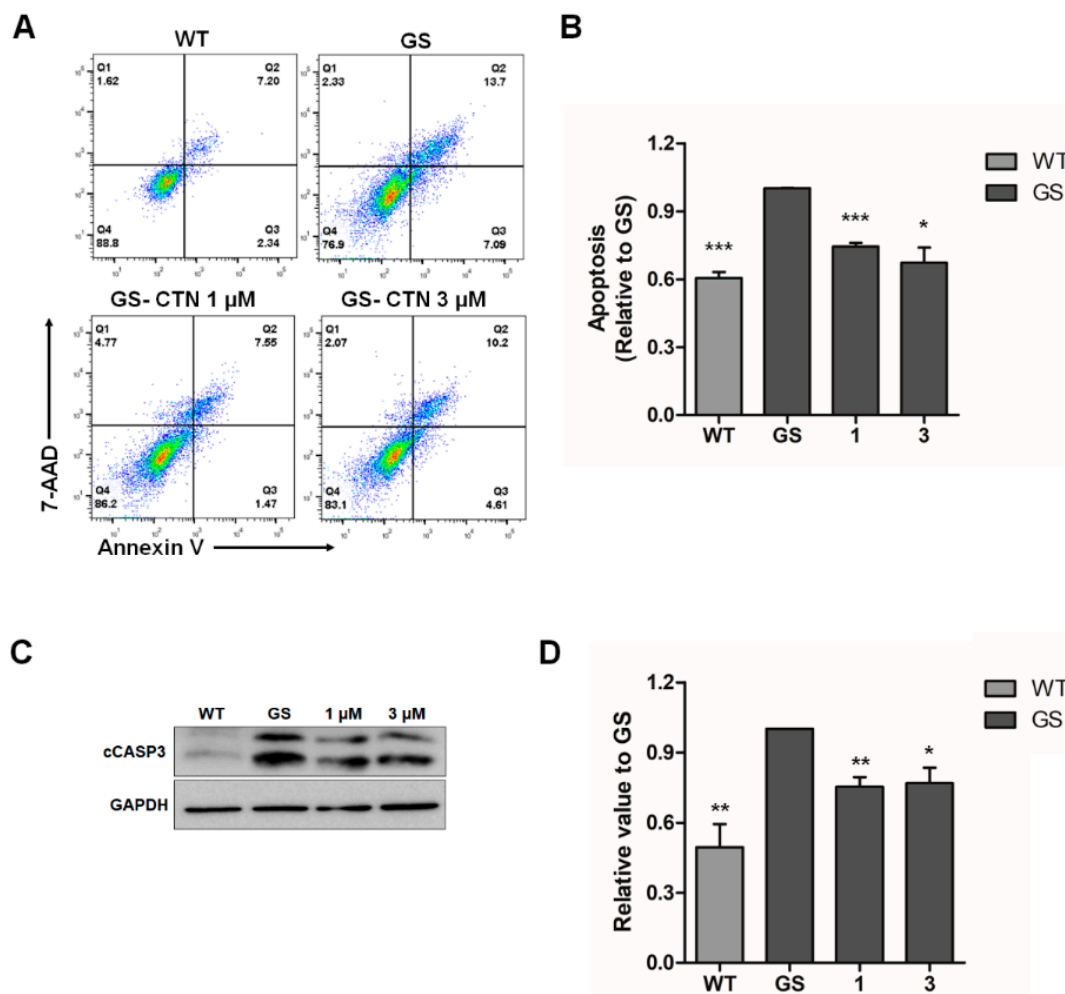 A
WT
GS
Q1
1.62
Q2
7.20
Q4
88.8
Q3
2.34
Q1
2.33
Q2
13.7
Q4
76.9
Q3
7.09
GS- CTN 1 µM
GS- CTN 3 µM
Q1
4.77
Q2
7.55
Q4
86.2
Q3
1.47
Q1
2.07
Q2
10.2
Q4
83.1
Q3
4.61
7-AAD
Annexin V
B
Apoptosis
(Relative to GS)
1.2
0.9
0.6
0.3
0.0
***
***
*
WT GS 1 3
WT
GS
C
WT GS 1 µM 3 µM
cCASP3
GAPDH
D
Relative value to GS
1.2
0.9
0.6
0.3
0.0
**
**
*
WT GS 1 3
WT
GS